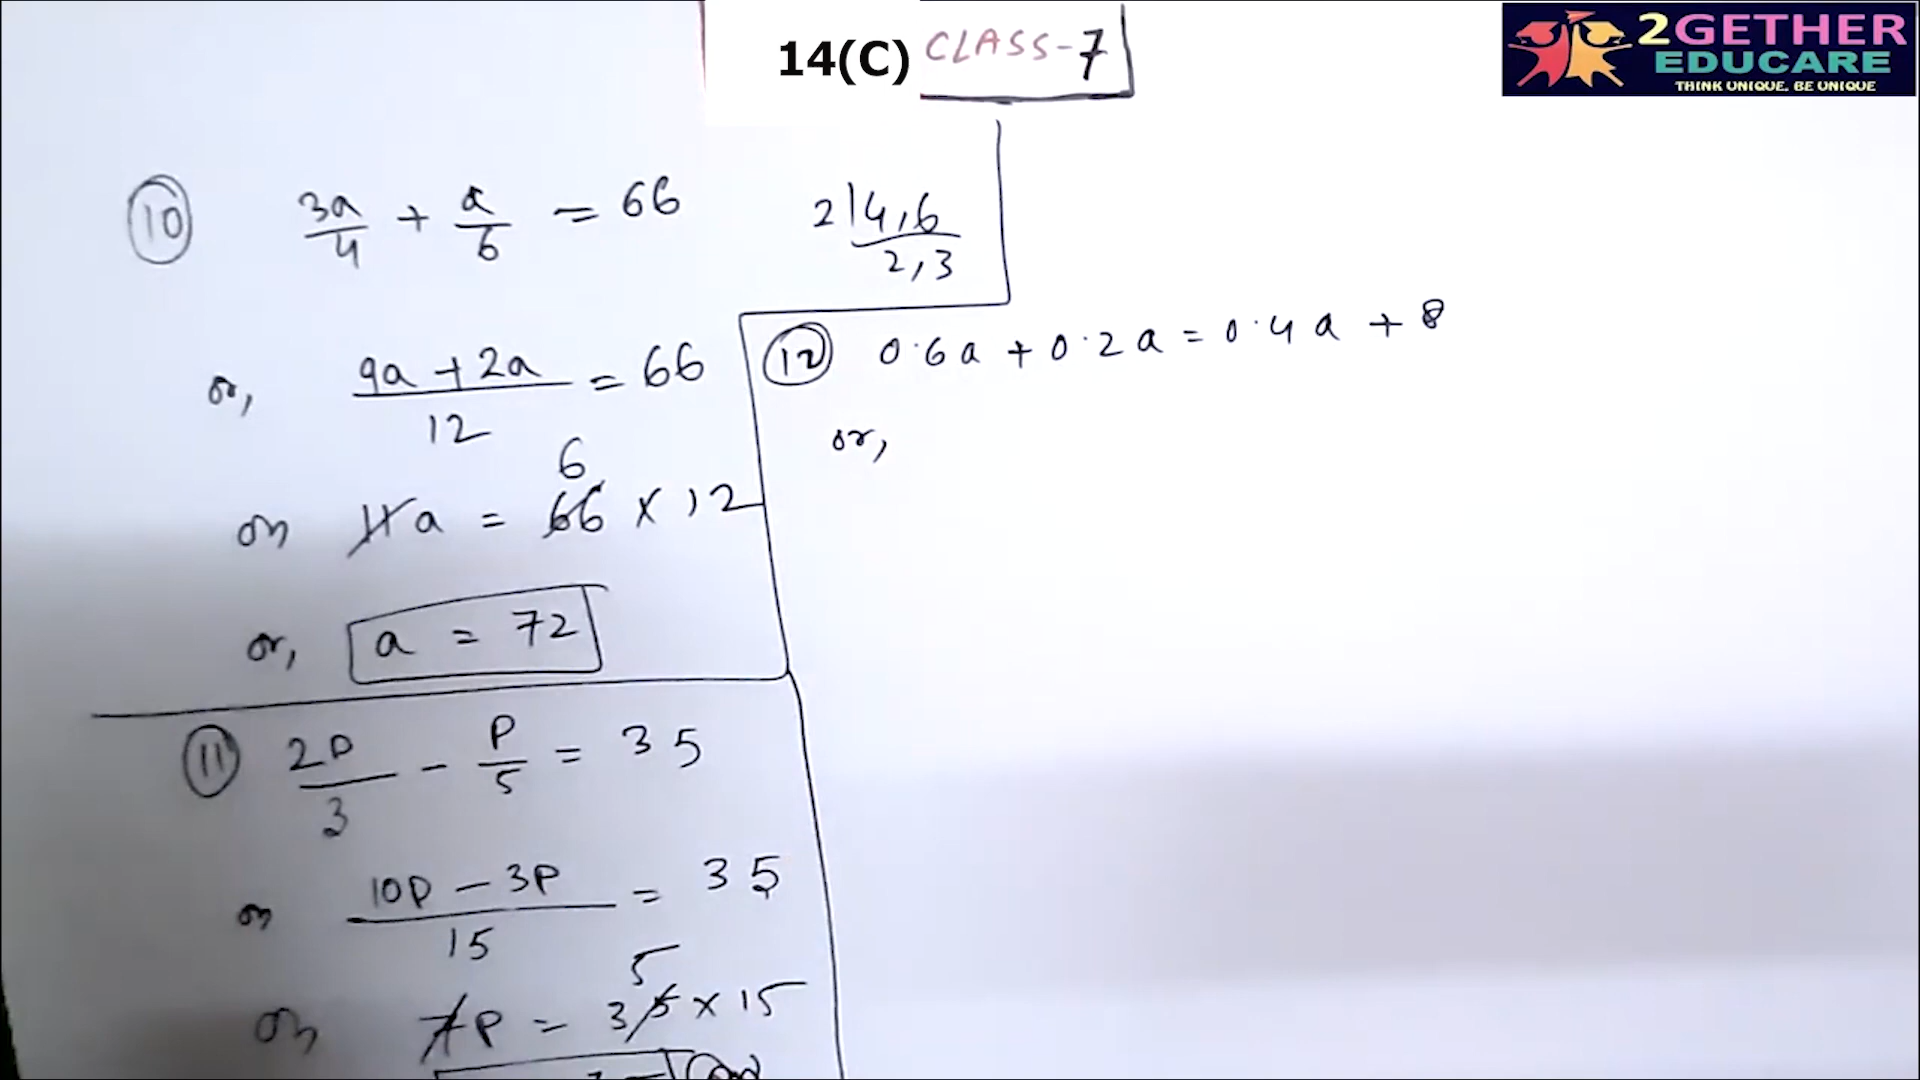 14(C) CLASS-7
2GETHER
EDUCARE
THINK UNIQUE. BE UNIQUE
(10) 3a/4 + a/6 = 66
2|4,6
2,3
or, (9a + 2a)/12 = 66
6
or 11a = 66 × 12
or, a = 72
(11) 2P/3 - P/5 = 35
or (10P - 3P)/15 = 35
5
or 7P = 35 × 15
(12) 0.6a + 0.2a = 0.4a + 8
or,